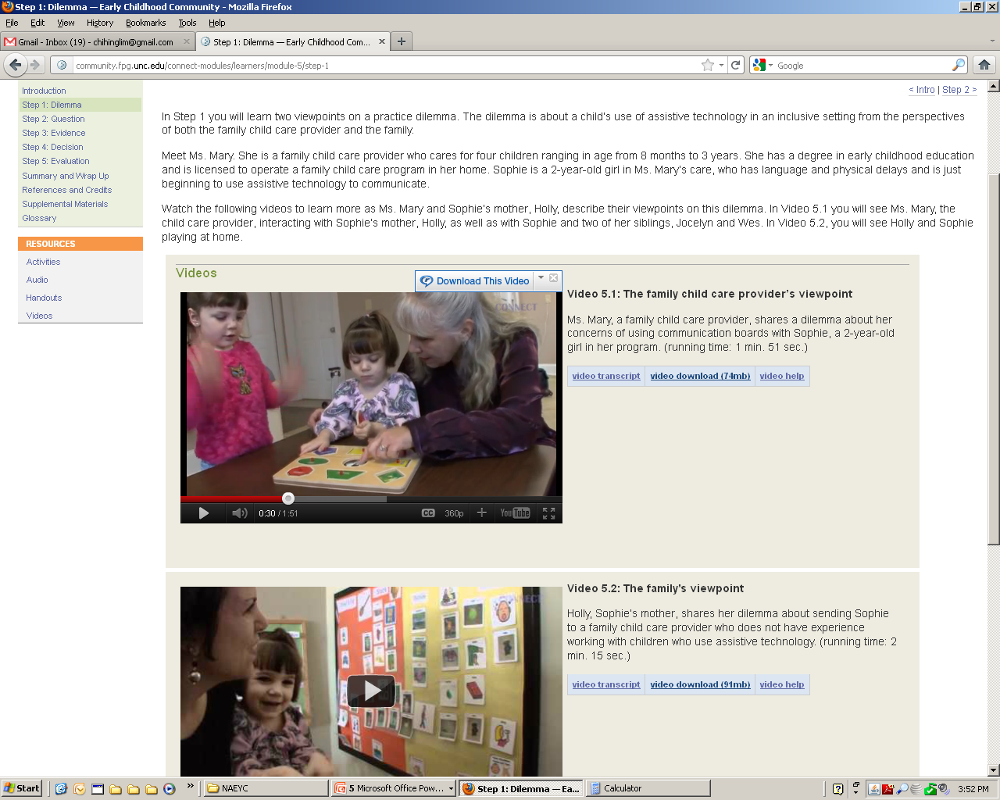 Step 1: Dilemma — Early Childhood Community - Mozilla Firefox
File Edit View History Bookmarks Tools Help
Gmail - Inbox (19) - chihinglim@gmail.com
Step 1: Dilemma — Early Childhood Com...
community.fpg.unc.edu/connect-modules/learners/module-5/step-1
Google
Introduction
Step 1: Dilemma
Step 2: Question
Step 3: Evidence
Step 4: Decision
Step 5: Evaluation
Summary and Wrap Up
References and Credits
Supplemental Materials
Glossary
RESOURCES
Activities
Audio
Handouts
Videos
< Intro | Step 2 >
In Step 1 you will learn two viewpoints on a practice dilemma. The dilemma is about a child's use of assistive technology in an inclusive setting from the perspectives
of both the family child care provider and the family.
Meet Ms. Mary. She is a family child care provider who cares for four children ranging in age from 8 months to 3 years. She has a degree in early childhood education
and is licensed to operate a family child care program in her home. Sophie is a 2-year-old girl in Ms. Mary's care, who has language and physical delays and is just
beginning to use assistive technology to communicate.
Watch the following videos to learn more as Ms. Mary and Sophie's mother, Holly, describe their viewpoints on this dilemma. In Video 5.1 you will see Ms. Mary, the
child care provider, interacting with Sophie's mother, Holly, as well as with Sophie and two of her siblings, Jocelyn and Wes. In Video 5.2, you will see Holly and Sophie
playing at home.
Videos
Download This Video
CONNECT
0:30 / 1:51
CC
360p
YouTube
Video 5.1: The family child care provider's viewpoint
Ms. Mary, a family child care provider, shares a dilemma about her
concerns of using communication boards with Sophie, a 2-year-old
girl in her program. (running time: 1 min. 51 sec.)
video transcript video download (74mb) video help
CONNECT
Video 5.2: The family's viewpoint
Holly, Sophie's mother, shares her dilemma about sending Sophie
to a family child care provider who does not have experience
working with children who use assistive technology. (running time: 2
min. 15 sec.)
video transcript video download (91mb) video help
Start
NAEYC
5 Microsoft Office Pow...
Step 1: Dilemma — Ea...
Calculator
3:52 PM